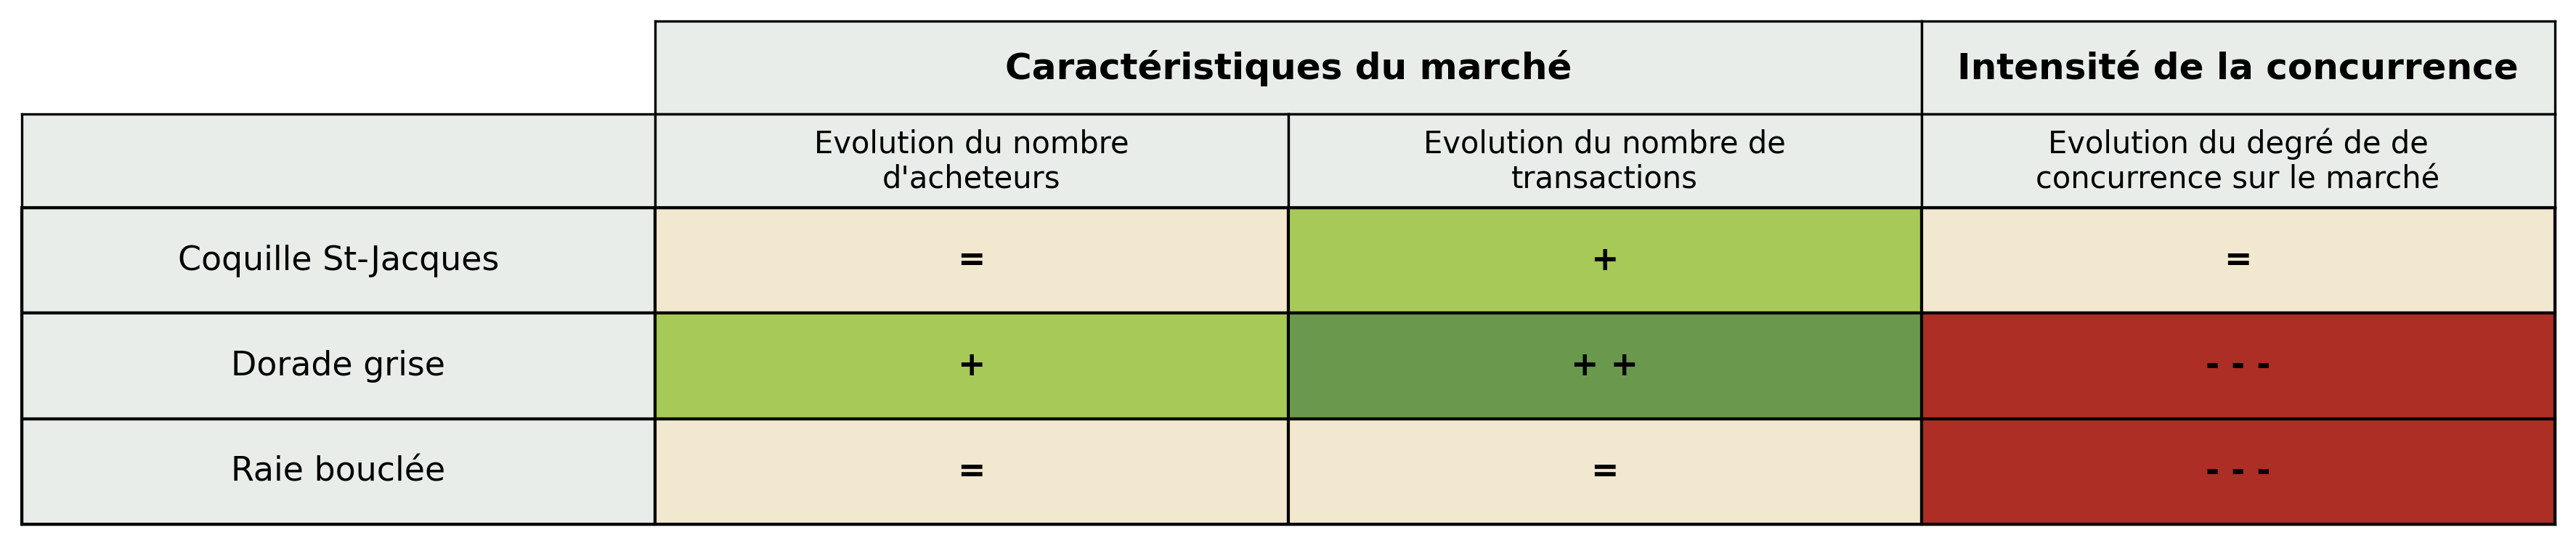 Caractéristiques du marché
Intensité de la concurrence
Evolution du nombre
d'acheteurs
Evolution du nombre de
transactions
Evolution du degré de de
concurrence sur le marché
Coquille St-Jacques
=
+
=
Dorade grise
+
+ +
- - -
Raie bouclée
=
=
- - -